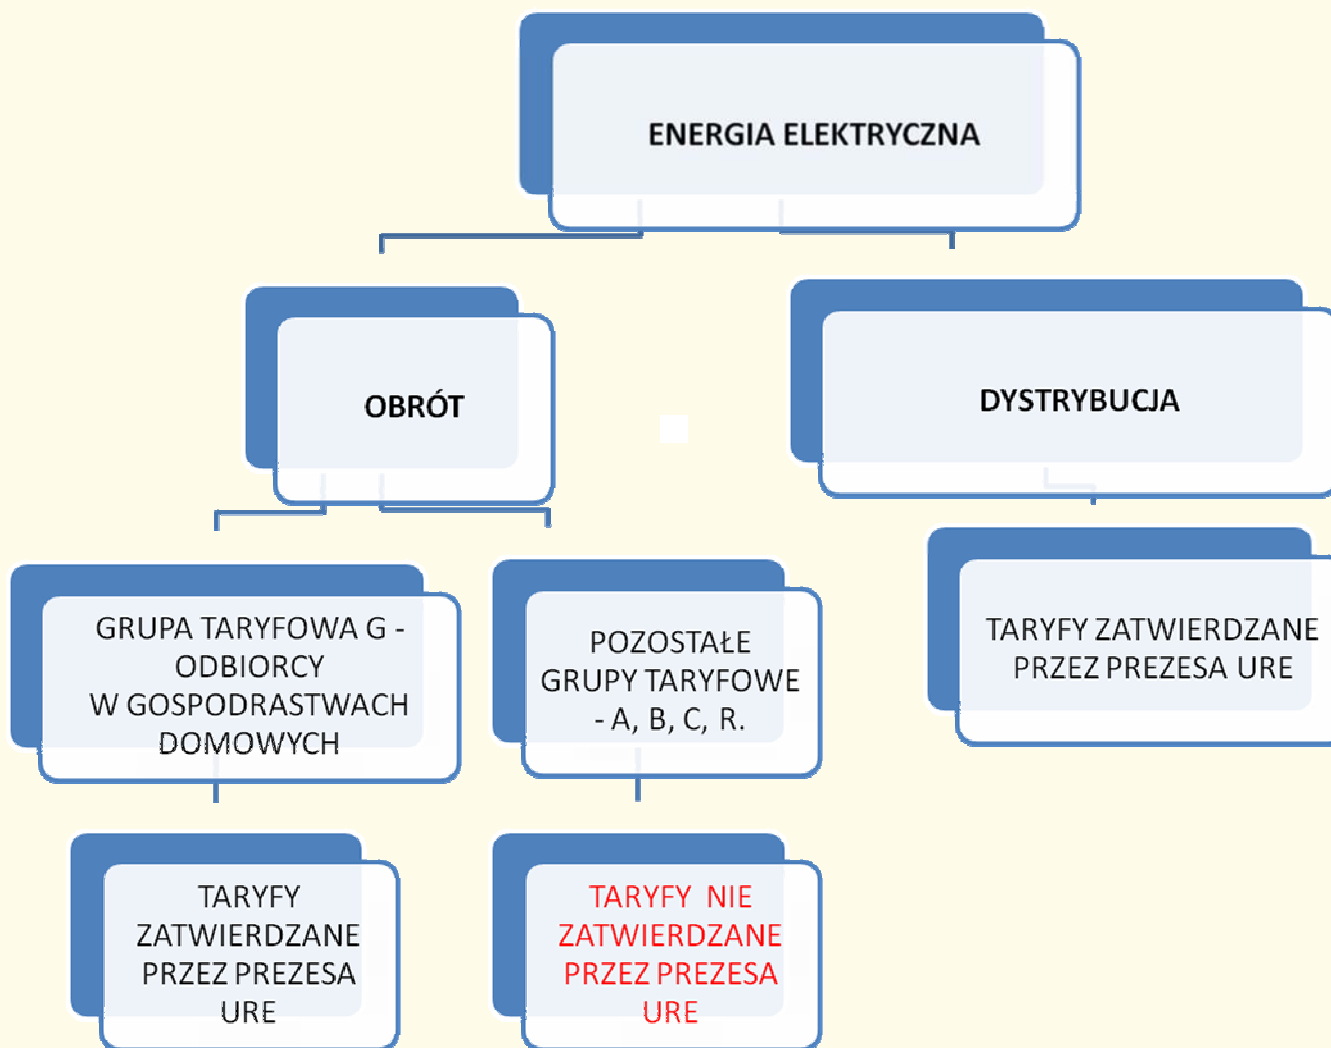 ENERGIA ELEKTRYCZNA
OBRÓT
DYSTRYBUCJA
GRUPA TARYFOWA G -
ODBIORCY
W GOSPODRASTWACH
DOMOWYCH
POZOSTAŁE
GRUPY TARYFOWE
- A, B, C, R.
TARYFY ZATWIERDZANE
PRZEZ PREZESA URE
TARYFY
ZATWIERDZANE
PRZEZ PREZESA
URE
TARYFY NIE
ZATWIERDZANE
PRZEZ PREZESA
URE